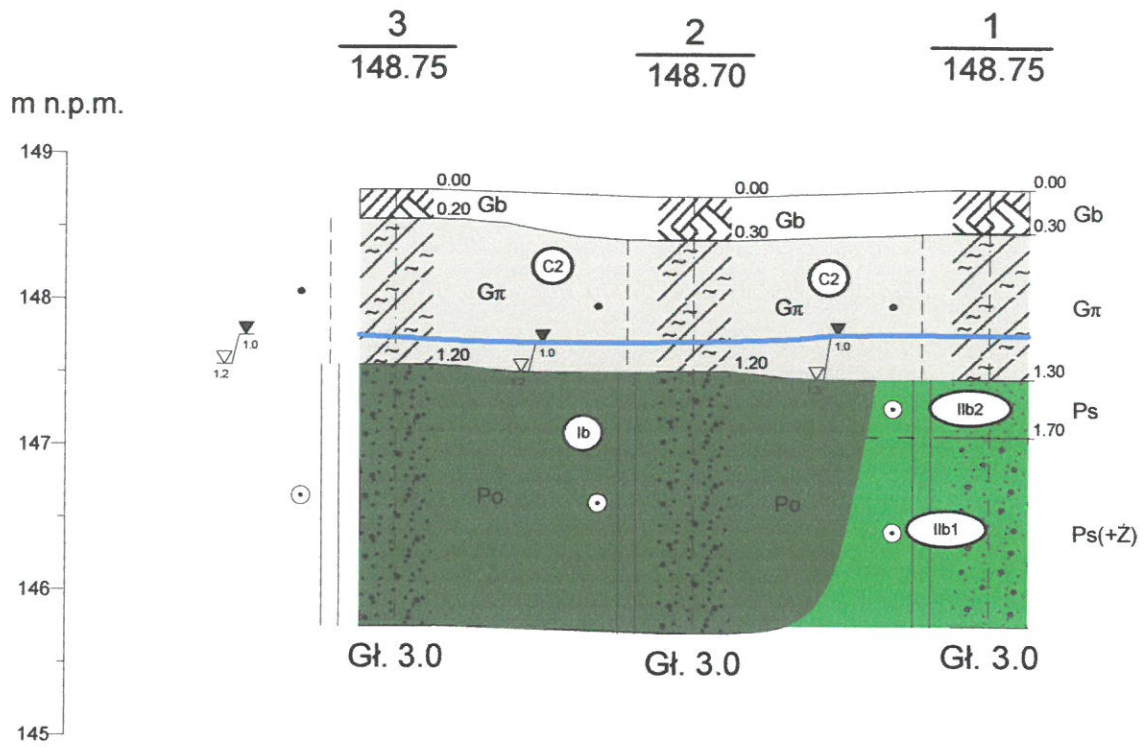 3 2 1
148.75 148.70 148.75
m n.p.m.
149
0.00 0.00 0.00
0.20 Gb Gb Gb
0.30 0.30
C2 C2
148 Gπ Gπ Gπ
1.0 1.0 1.0
1.2 1.2
1.20 1.20 1.30
Ib IIb2 Ps
147 1.70
Po Po
IIb1 Ps(+Ż)
146
Gł. 3.0 Gł. 3.0 Gł. 3.0
145